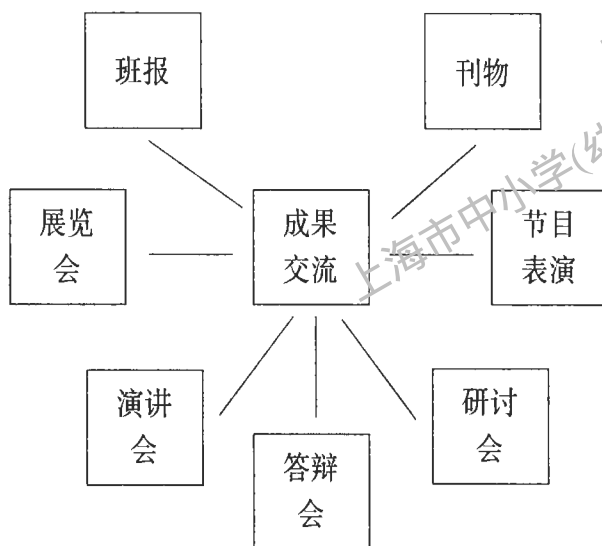 班报
刊物
展览
会
成果
交流
节目
表演
演讲
会
答辩
会
研讨
会
上海市中小学(